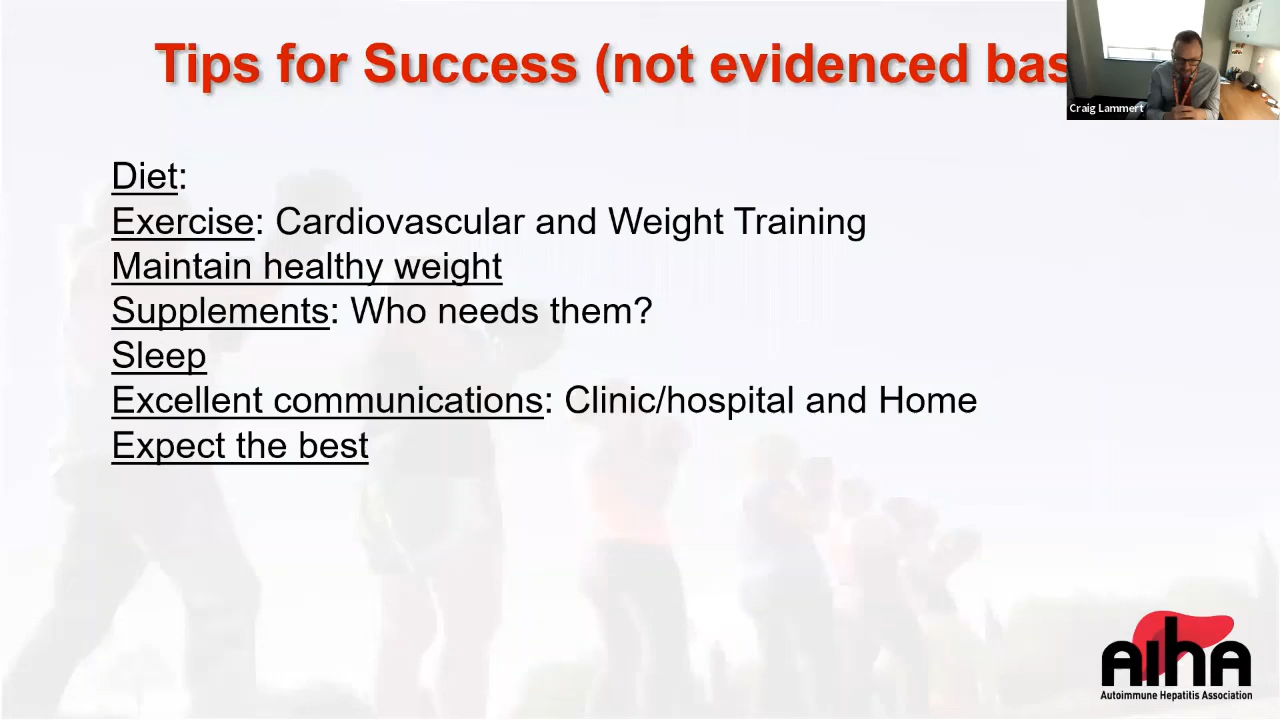 Tips for Success (not evidenced bas
Craig Lammert
Diet:
Exercise: Cardiovascular and Weight Training
Maintain healthy weight
Supplements: Who needs them?
Sleep
Excellent communications: Clinic/hospital and Home
Expect the best
AIHA
Autoimmune Hepatitis Association